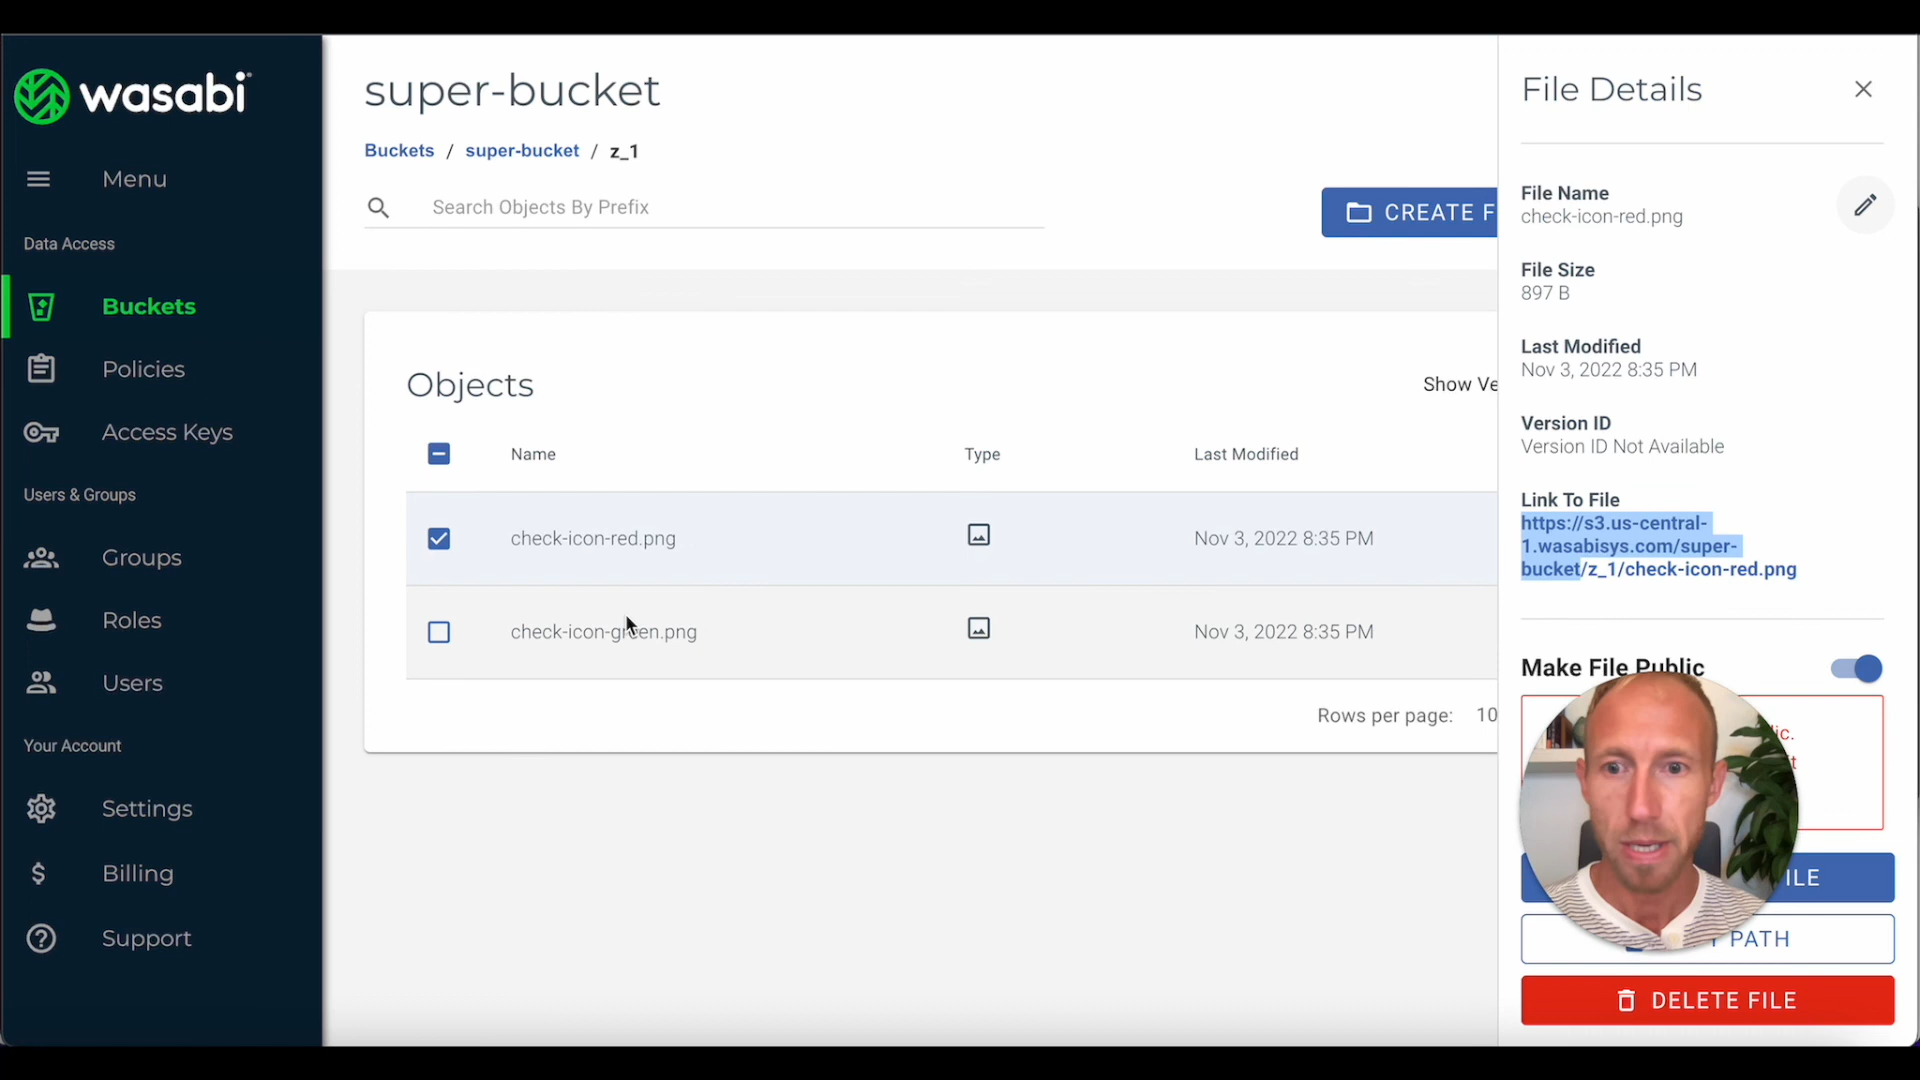 wasabi
Menu
Data Access
Buckets
Policies
Access Keys
Users & Groups
Groups
Roles
Users
Your Account
Settings
Billing
Support
super-bucket
Buckets / super-bucket / z_1
Search Objects By Prefix
CREATE F
Objects
Show Ve
Name Type Last Modified
check-icon-red.png Nov 3, 2022 8:35 PM
check-icon-green.png Nov 3, 2022 8:35 PM
Rows per page: 10
File Details
File Name
check-icon-red.png
File Size
897 B
Last Modified
Nov 3, 2022 8:35 PM
Version ID
Version ID Not Available
Link To File
https://s3.us-central-
1.wasabisys.com/super-
bucket/z_1/check-icon-red.png
Make File Public
ic.
t
ILE
PATH
DELETE FILE